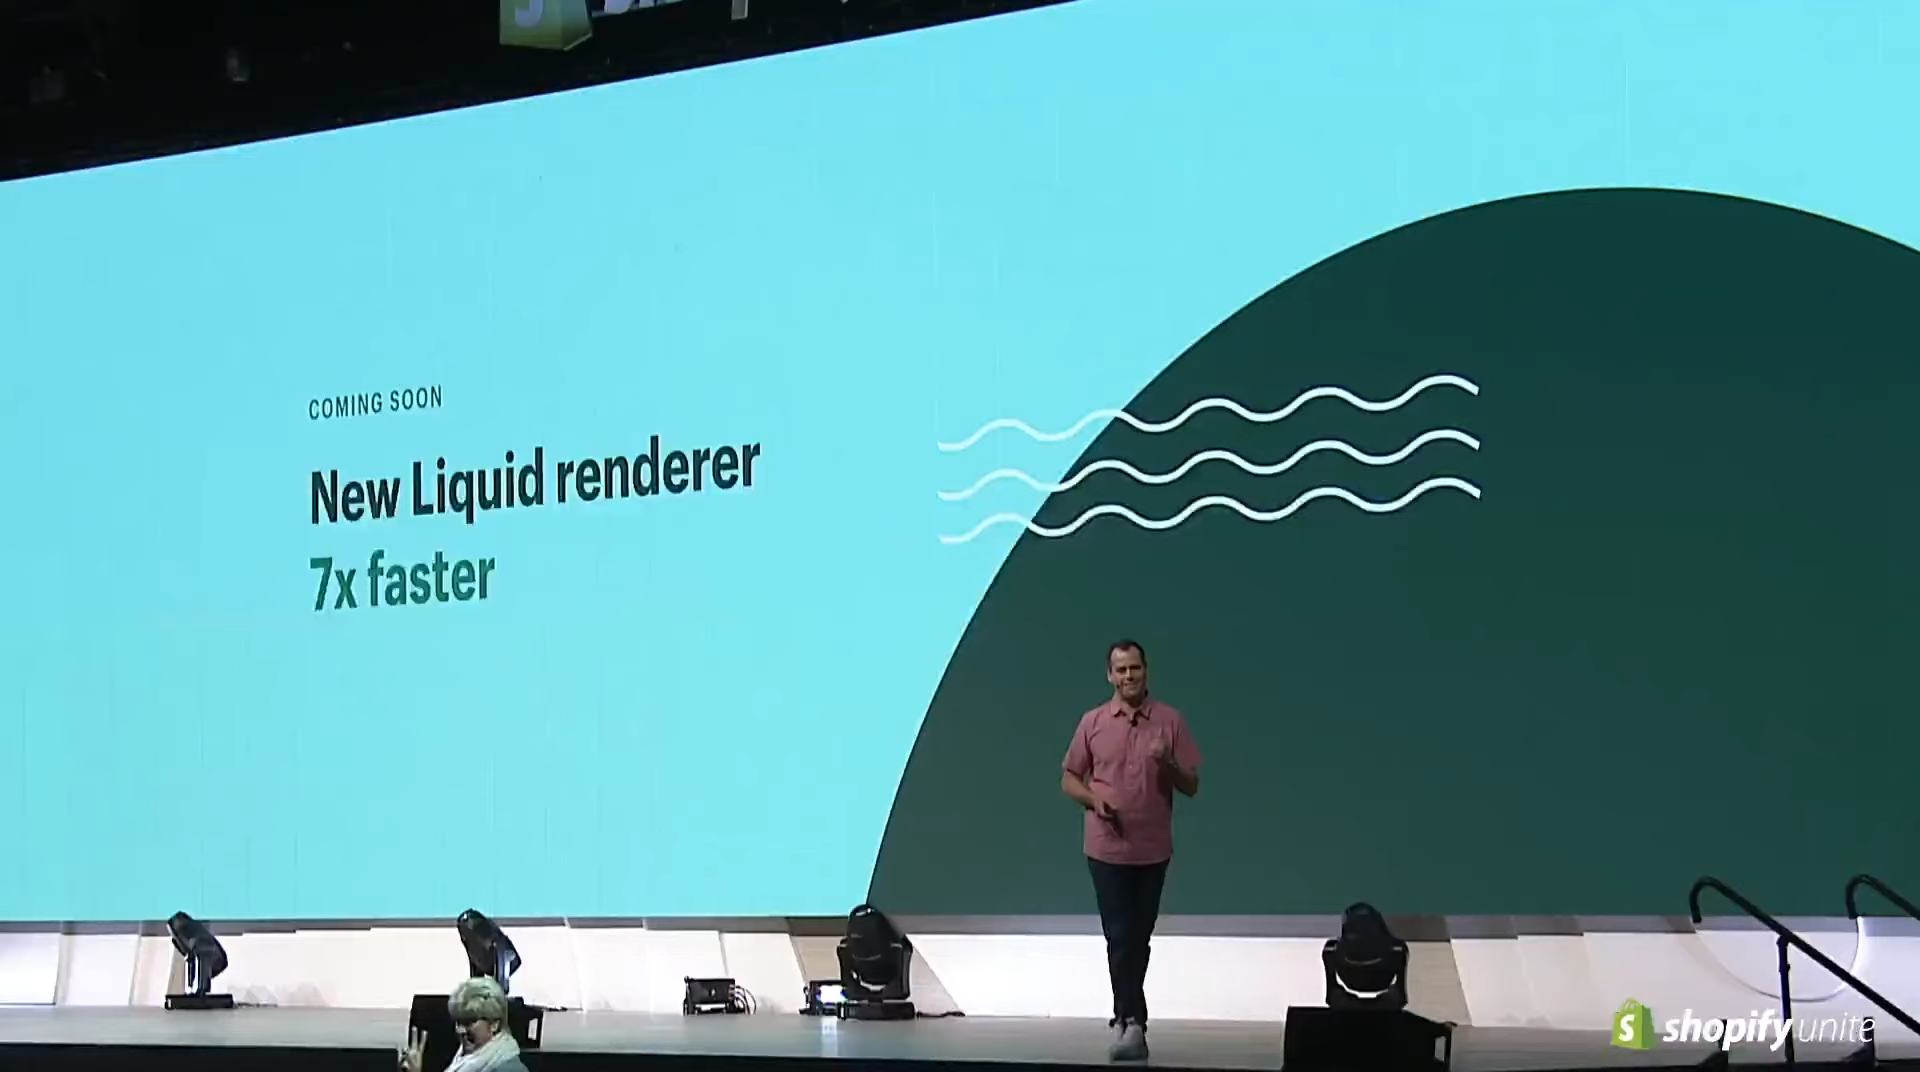 COMING SOON
New Liquid renderer
7x faster
shopify unite